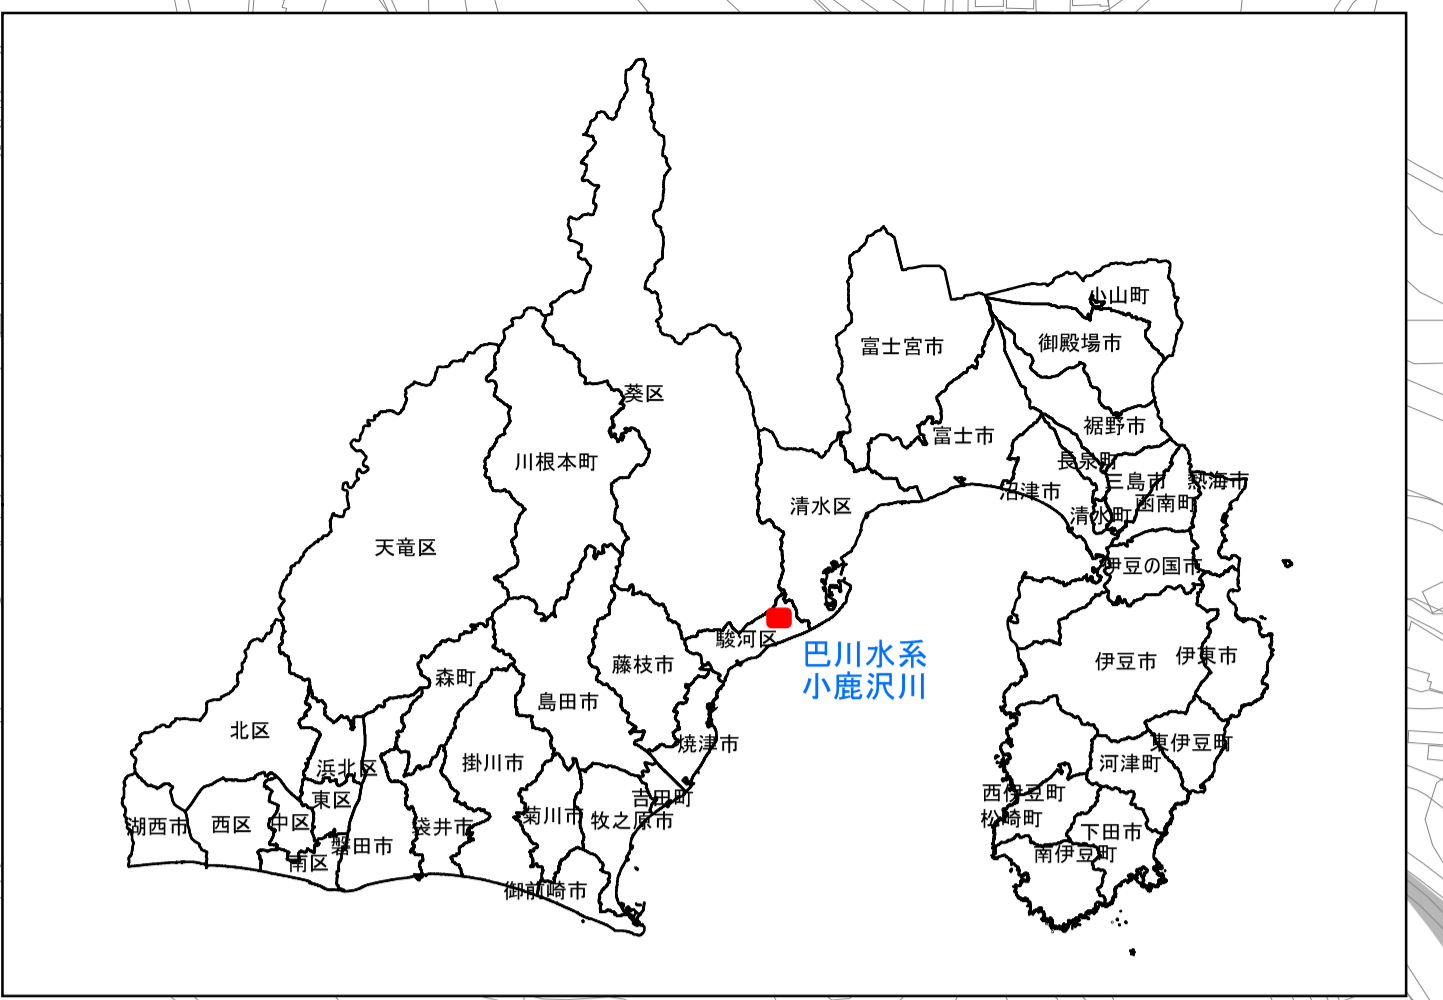 小山町
御殿場市
富士宮市
葵区
裾野市
富士市
長泉町
川根本町
三島市
熱海市
沼津市
函南町
清水区
清水町
天竜区
伊豆の国市
駿河区
巴川水系
小鹿沢川
伊豆市
伊東市
藤枝市
森町
島田市
北区
焼津市
東伊豆町
掛川市
河津町
浜北区
西伊豆町
東区
吉田町
湖西市
西区
中区
袋井市
菊川市
牧之原市
松崎町
下田市
磐田市
南区
南伊豆町
御前崎市